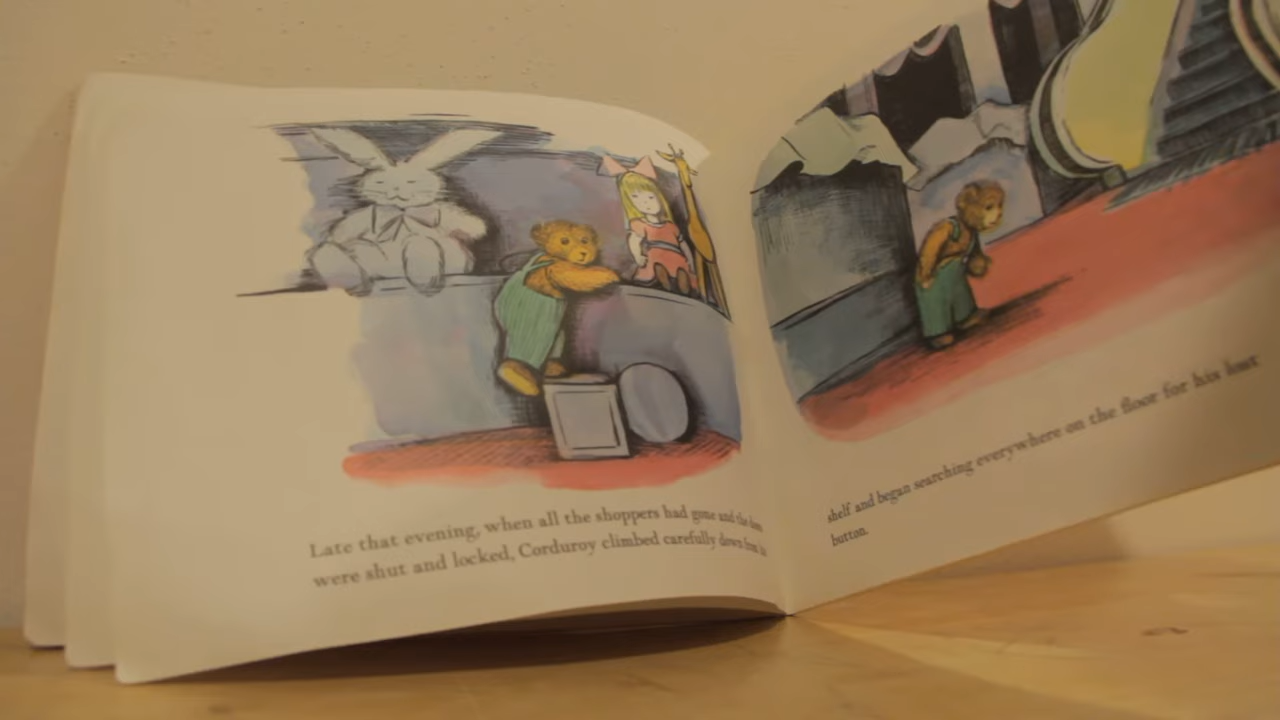 Late that evening, when all the shoppers had gone and the doors
were shut and locked, Corduroy climbed carefully down from his
shelf and began searching everywhere on the floor for his lost
button.